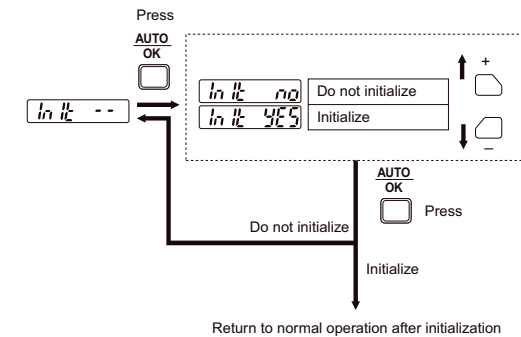 Press
AUTO
OK
+
InIt no Do not initialize
InIt -- InIt YES Initialize
–
AUTO
OK
Press
Do not initialize
Initialize
Return to normal operation after initialization